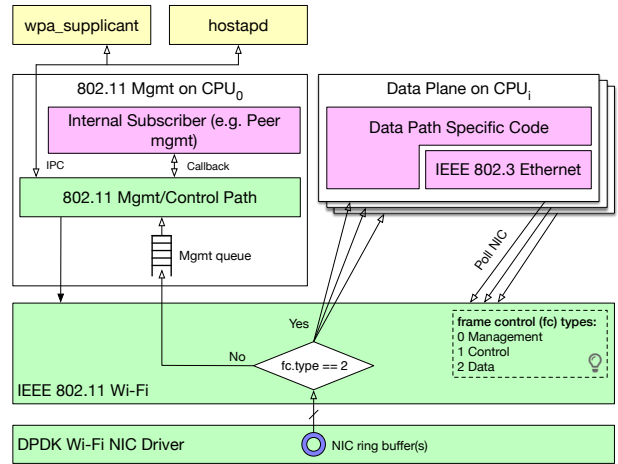 wpa_supplicant
hostapd
802.11 Mgmt on CPU0
Internal Subscriber (e.g. Peer
mgmt)
IPC
Callback
802.11 Mgmt/Control Path
Mgmt queue
Data Plane on CPUi
Data Path Specific Code
IEEE 802.3 Ethernet
Poll NIC
Yes
No
fc.type == 2
frame control (fc) types:
0 Management
1 Control
2 Data
IEEE 802.11 Wi-Fi
DPDK Wi-Fi NIC Driver
NIC ring buffer(s)